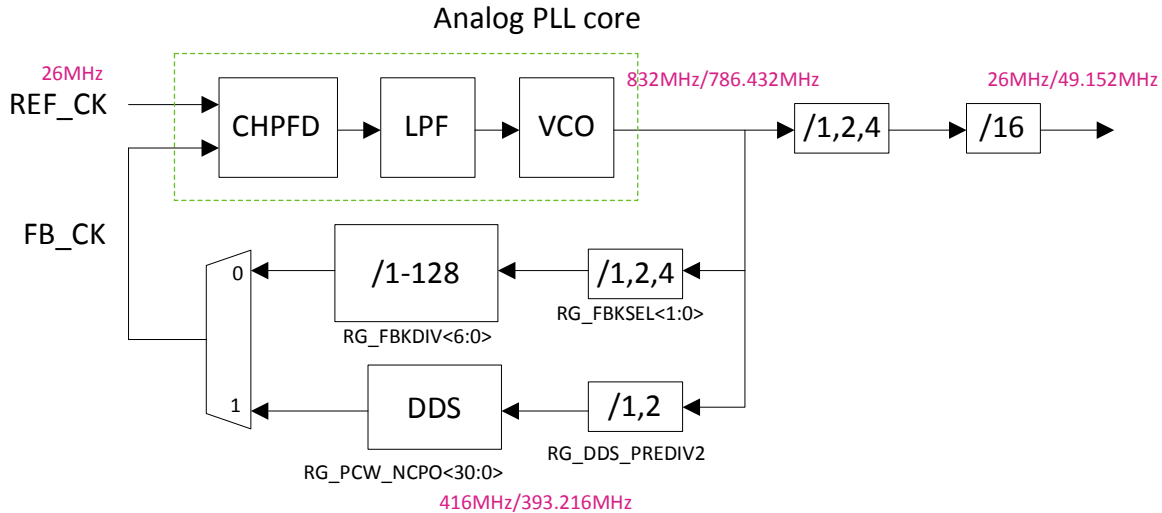 Analog PLL core
26MHz
REF_CK
CHPFD
LPF
VCO
832MHz/786.432MHz
/1,2,4
/16
26MHz/49.152MHz
FB_CK
0
/1-128
/1,2,4
RG_FBKDIV<6:0>
RG_FBKSEL<1:0>
1
DDS
/1,2
RG_DDS_PREDIV2
RG_PCW_NCPO<30:0>
416MHz/393.216MHz